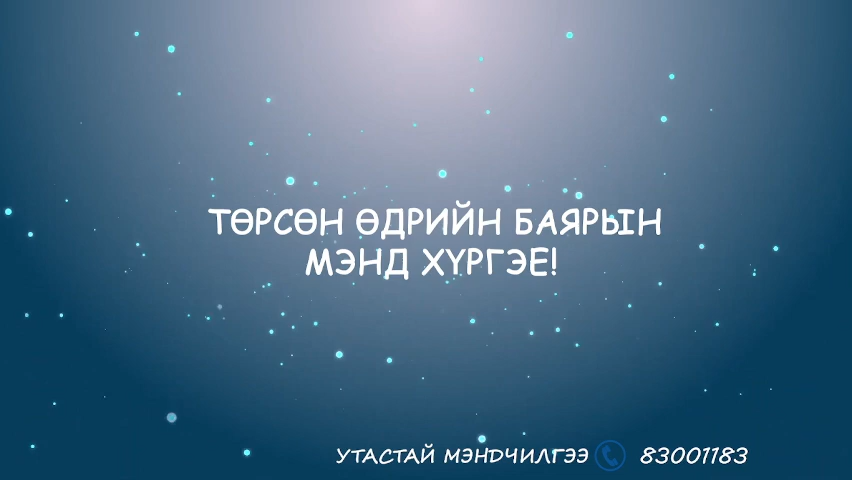 ТӨРСӨН ӨДРИЙН БАЯРЫН
МЭНД ХҮРГЭЕ!
УТАСТАЙ МЭНДЧИЛГЭЭ 83001183